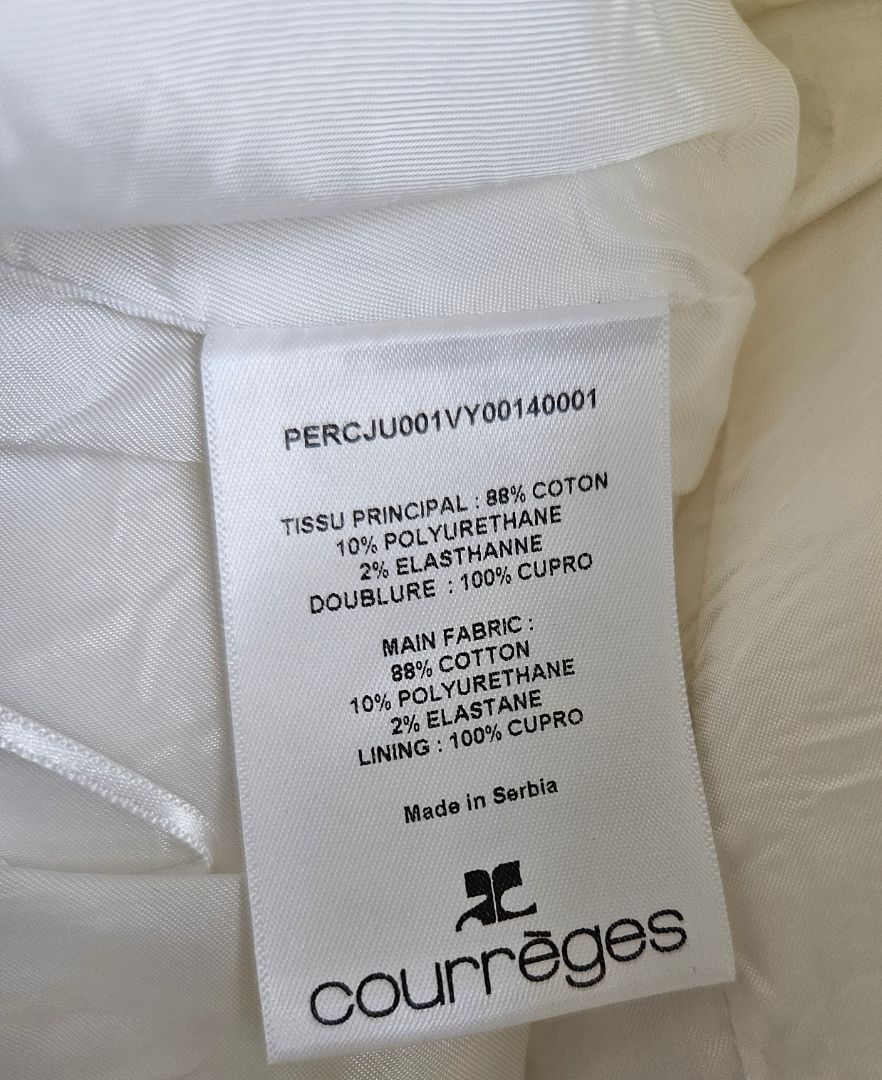 PERCJU001VY00140001
TISSU PRINCIPAL : 88% COTON
10% POLYURETHANE
2% ELASTHANNE
DOUBLURE : 100% CUPRO
MAIN FABRIC :
88% COTTON
10% POLYURETHANE
2% ELASTANE
LINING : 100% CUPRO
Made in Serbia
courrèges